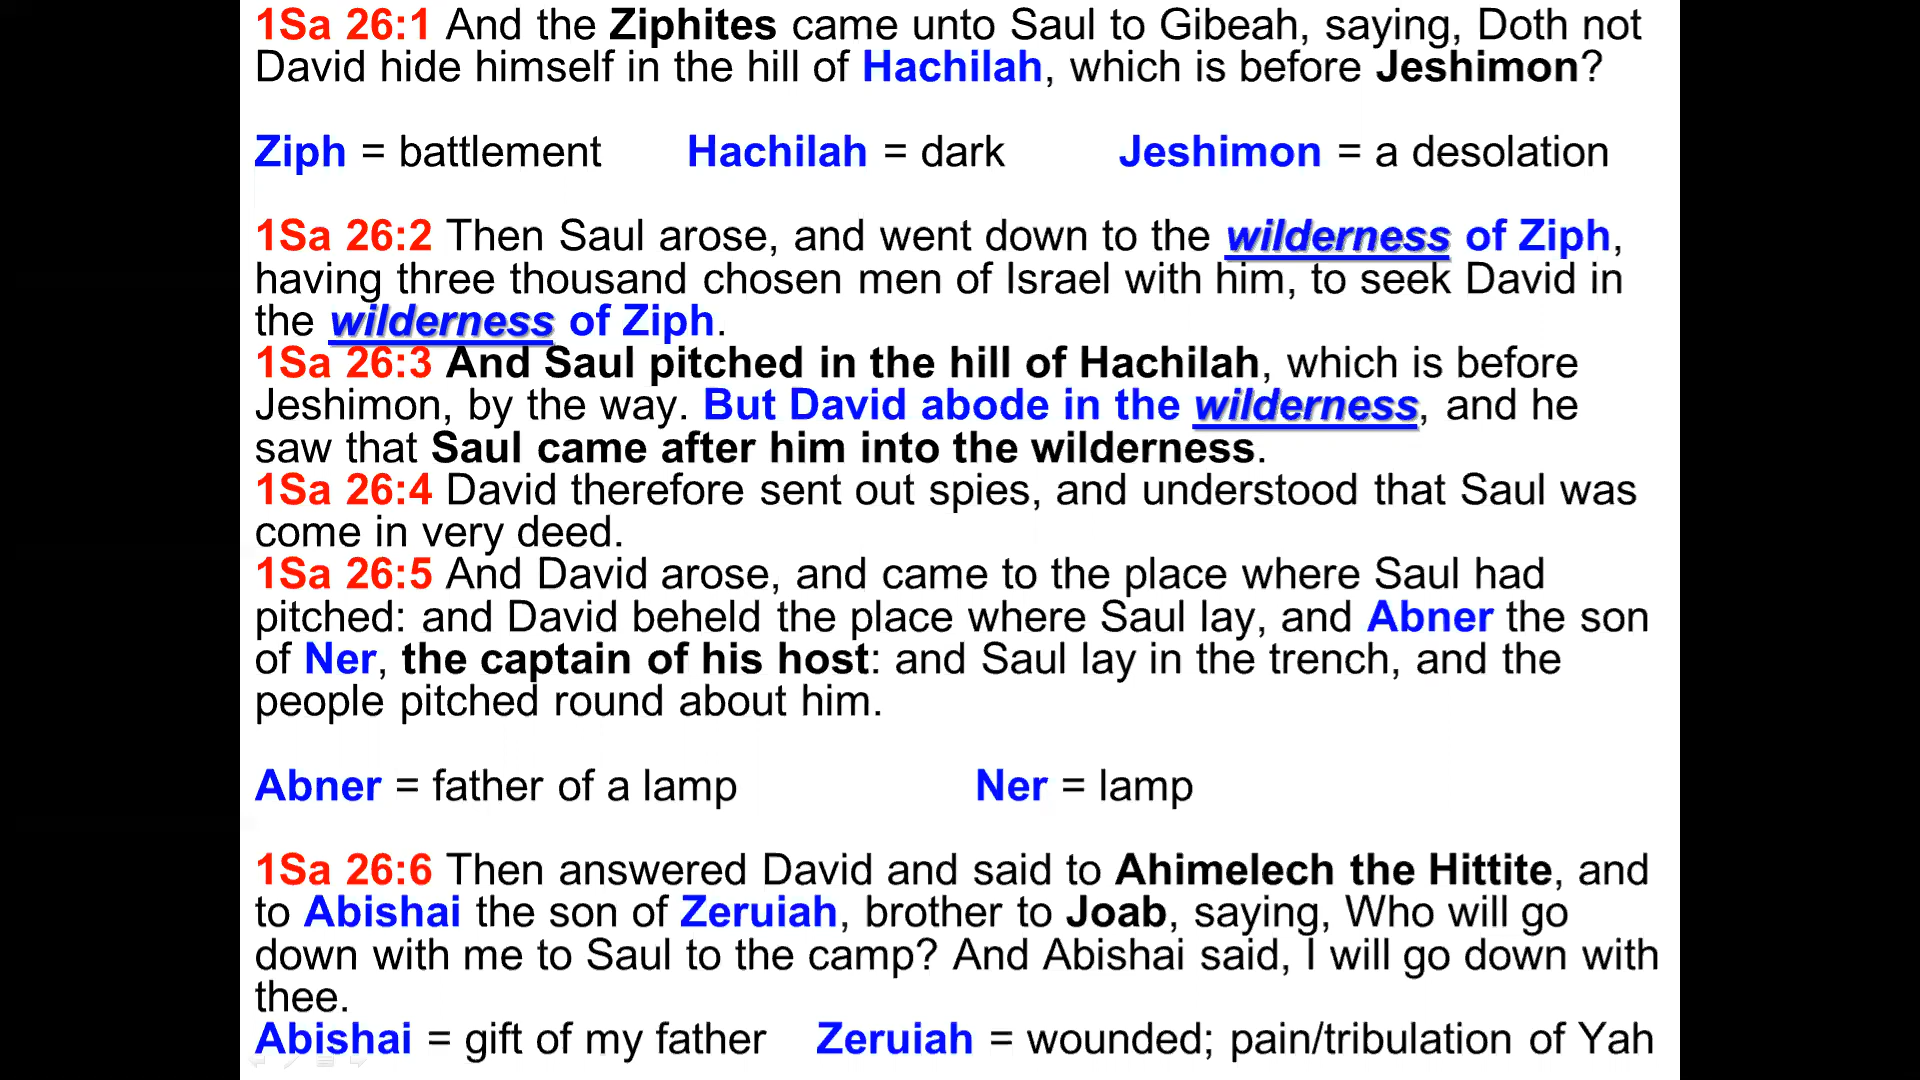 1Sa 26:1 And the Ziphites came unto Saul to Gibeah, saying, Doth not
David hide himself in the hill of Hachilah, which is before Jeshimon?
Ziph = battlement Hachilah = dark Jeshimon = a desolation
1Sa 26:2 Then Saul arose, and went down to the wilderness of Ziph,
having three thousand chosen men of Israel with him, to seek David in
the wilderness of Ziph.
1Sa 26:3 And Saul pitched in the hill of Hachilah, which is before
Jeshimon, by the way. But David abode in the wilderness, and he
saw that Saul came after him into the wilderness.
1Sa 26:4 David therefore sent out spies, and understood that Saul was
come in very deed.
1Sa 26:5 And David arose, and came to the place where Saul had
pitched: and David beheld the place where Saul lay, and Abner the son
of Ner, the captain of his host: and Saul lay in the trench, and the
people pitched round about him.
Abner = father of a lamp Ner = lamp
1Sa 26:6 Then answered David and said to Ahimelech the Hittite, and
to Abishai the son of Zeruiah, brother to Joab, saying, Who will go
down with me to Saul to the camp? And Abishai said, I will go down with
thee.
Abishai = gift of my father Zeruiah = wounded; pain/tribulation of Yah